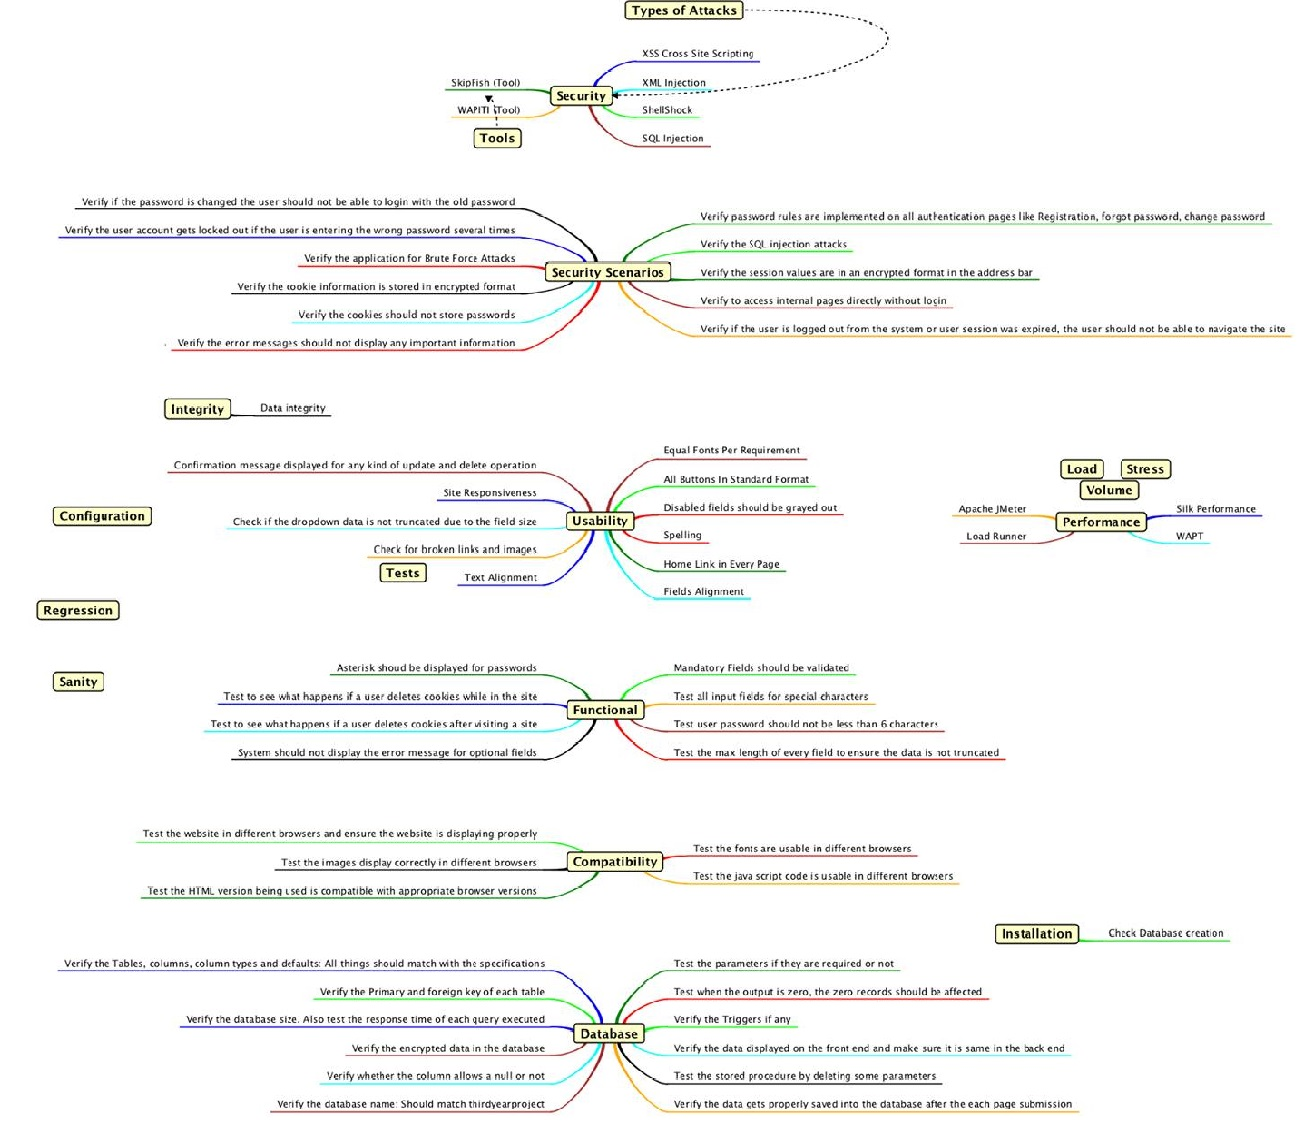 Types of Attacks
XSS Cross Site Scripting
SkipFish (Tool)
XML Injection
Security
WAPITI (Tool)
ShellShock
Tools
SQL Injection
Verify if the password is changed the user should not be able to login with the old password
Verify password rules are implemented on all authentication pages like Registration, forgot password, change password
Verify the user account gets locked out if the user is entering the wrong password several times
Verify the SQL injection attacks
Verify the application for Brute Force Attacks
Security Scenarios
Verify the session values are in an encrypted format in the address bar
Verify the cookie information is stored in encrypted format
Verify to access internal pages directly without login
Verify the cookies should not store passwords
Verify if the user is logged out from the system or user session was expired, the user should not be able to navigate the site
Verify the error messages should not display any important information
Integrity
Data integrity
Equal Fonts Per Requirement
Confirmation message displayed for any kind of update and delete operation
Load
Stress
All Buttons In Standard Format
Volume
Site Responsiveness
Disabled fields should be grayed out
Apache JMeter
Silk Performance
Configuration
Check if the dropdown data is not truncated due to the field size
Usability
Performance
Spelling
Load Runner
WAPT
Check for broken links and images
Home Link in Every Page
Tests
Text Alignment
Fields Alignment
Regression
Asterisk shoud be displayed for passwords
Mandatory Fields should be validated
Sanity
Test to see what happens if a user deletes cookies while in the site
Test all input fields for special characters
Functional
Test to see what happens if a user deletes cookies after visiting a site
Test user password should not be less than 6 characters
System should not display the error message for optional fields
Test the max length of every field to ensure the data is not truncated
Test the website in different browsers and ensure the website is displaying properly
Test the fonts are usable in different browsers
Test the images display correctly in different browsers
Compatibility
Test the java script code is usable in different browsers
Test the HTML version being used is compatible with appropriate browser versions
Installation
Check Database creation
Verify the Tables, columns, column types and defaults: All things should match with the specifications
Test the parameters if they are required or not
Verify the Primary and foreign key of each table
Test when the output is zero, the zero records should be affected
Verify the database size. Also test the response time of each query executed
Verify the Triggers if any
Database
Verify the encrypted data in the database
Verify the data displayed on the front end and make sure it is same in the back end
Verify whether the column allows a null or not
Test the stored procedure by deleting some parameters
Verify the database name: Should match thirdyearproject
Verify the data gets properly saved into the database after the each page submission